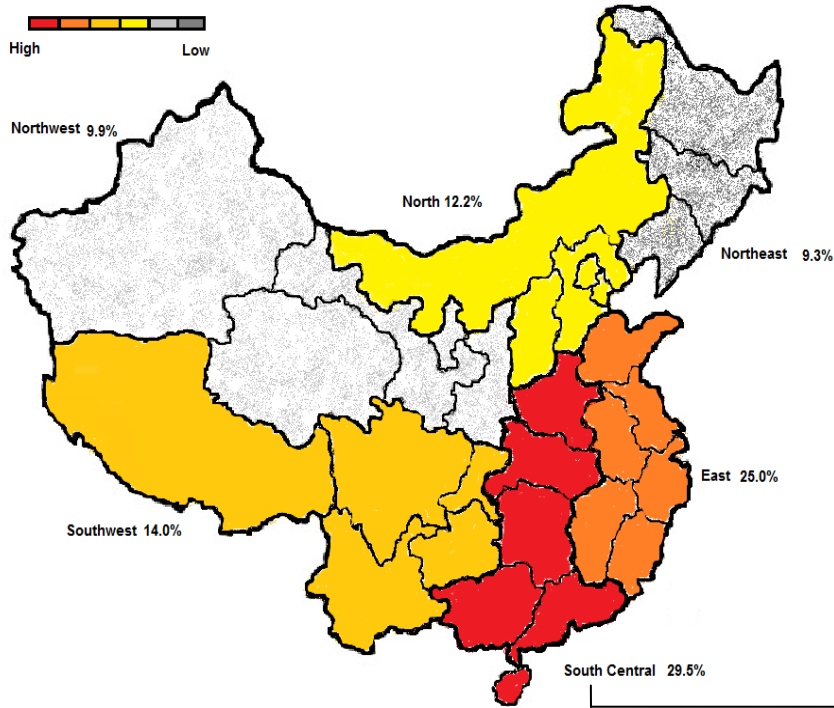 High Low
Northwest 9.9%
North 12.2%
Northeast 9.3%
East 25.0%
Southwest 14.0%
South Central 29.5%